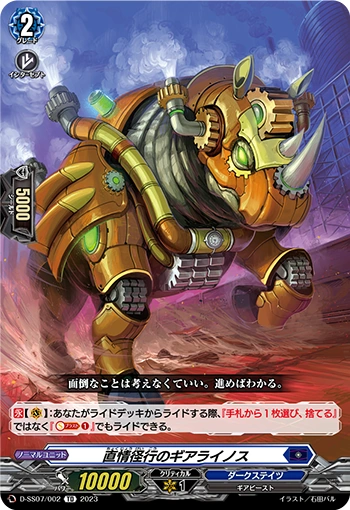 2
グレード
インターセプト
5000
シールド
面倒なことは考えなくていい。進めばわかる。
永【】:あなたがライドデッキからライドする際、『手札から1枚選び、捨てる』
ではなく『1』でもライドできる。
ノーマルユニット
直情怪行のギアライノス
パワー 10000
クリティカル
1
ダークステイツ
ギアビースト
D-SS07/002 TD 2023
イラスト/石田バル